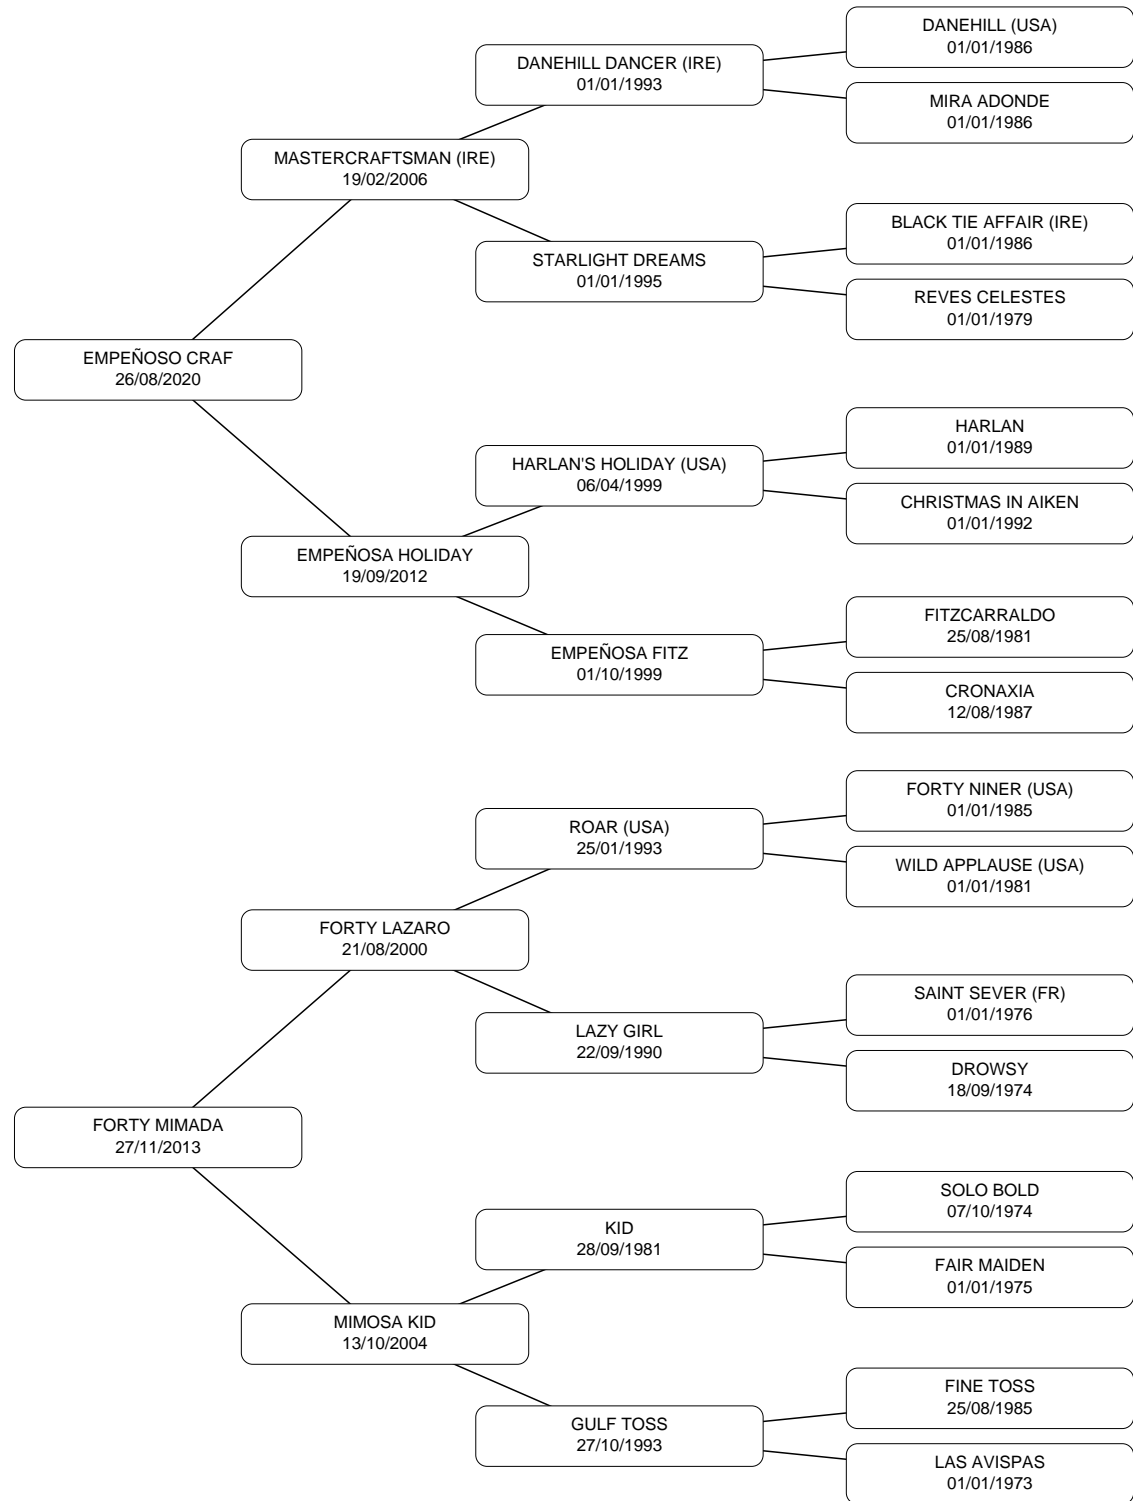 DANEHILL (USA)
01/01/1986
DANEHILL DANCER (IRE)
01/01/1993
MIRA ADONDE
01/01/1986
MASTERCRAFTSMAN (IRE)
19/02/2006
BLACK TIE AFFAIR (IRE)
01/01/1986
STARLIGHT DREAMS
01/01/1995
REVES CELESTES
01/01/1979
EMPEÑOSO CRAF
26/08/2020
HARLAN
01/01/1989
HARLAN'S HOLIDAY (USA)
06/04/1999
CHRISTMAS IN AIKEN
01/01/1992
EMPEÑOSA HOLIDAY
19/09/2012
FITZCARRALDO
25/08/1981
EMPEÑOSA FITZ
01/10/1999
CRONAXIA
12/08/1987
FORTY NINER (USA)
01/01/1985
ROAR (USA)
25/01/1993
WILD APPLAUSE (USA)
01/01/1981
FORTY LAZARO
21/08/2000
SAINT SEVER (FR)
01/01/1976
LAZY GIRL
22/09/1990
DROWSY
18/09/1974
FORTY MIMADA
27/11/2013
SOLO BOLD
07/10/1974
KID
28/09/1981
FAIR MAIDEN
01/01/1975
MIMOSA KID
13/10/2004
FINE TOSS
25/08/1985
GULF TOSS
27/10/1993
LAS AVISPAS
01/01/1973